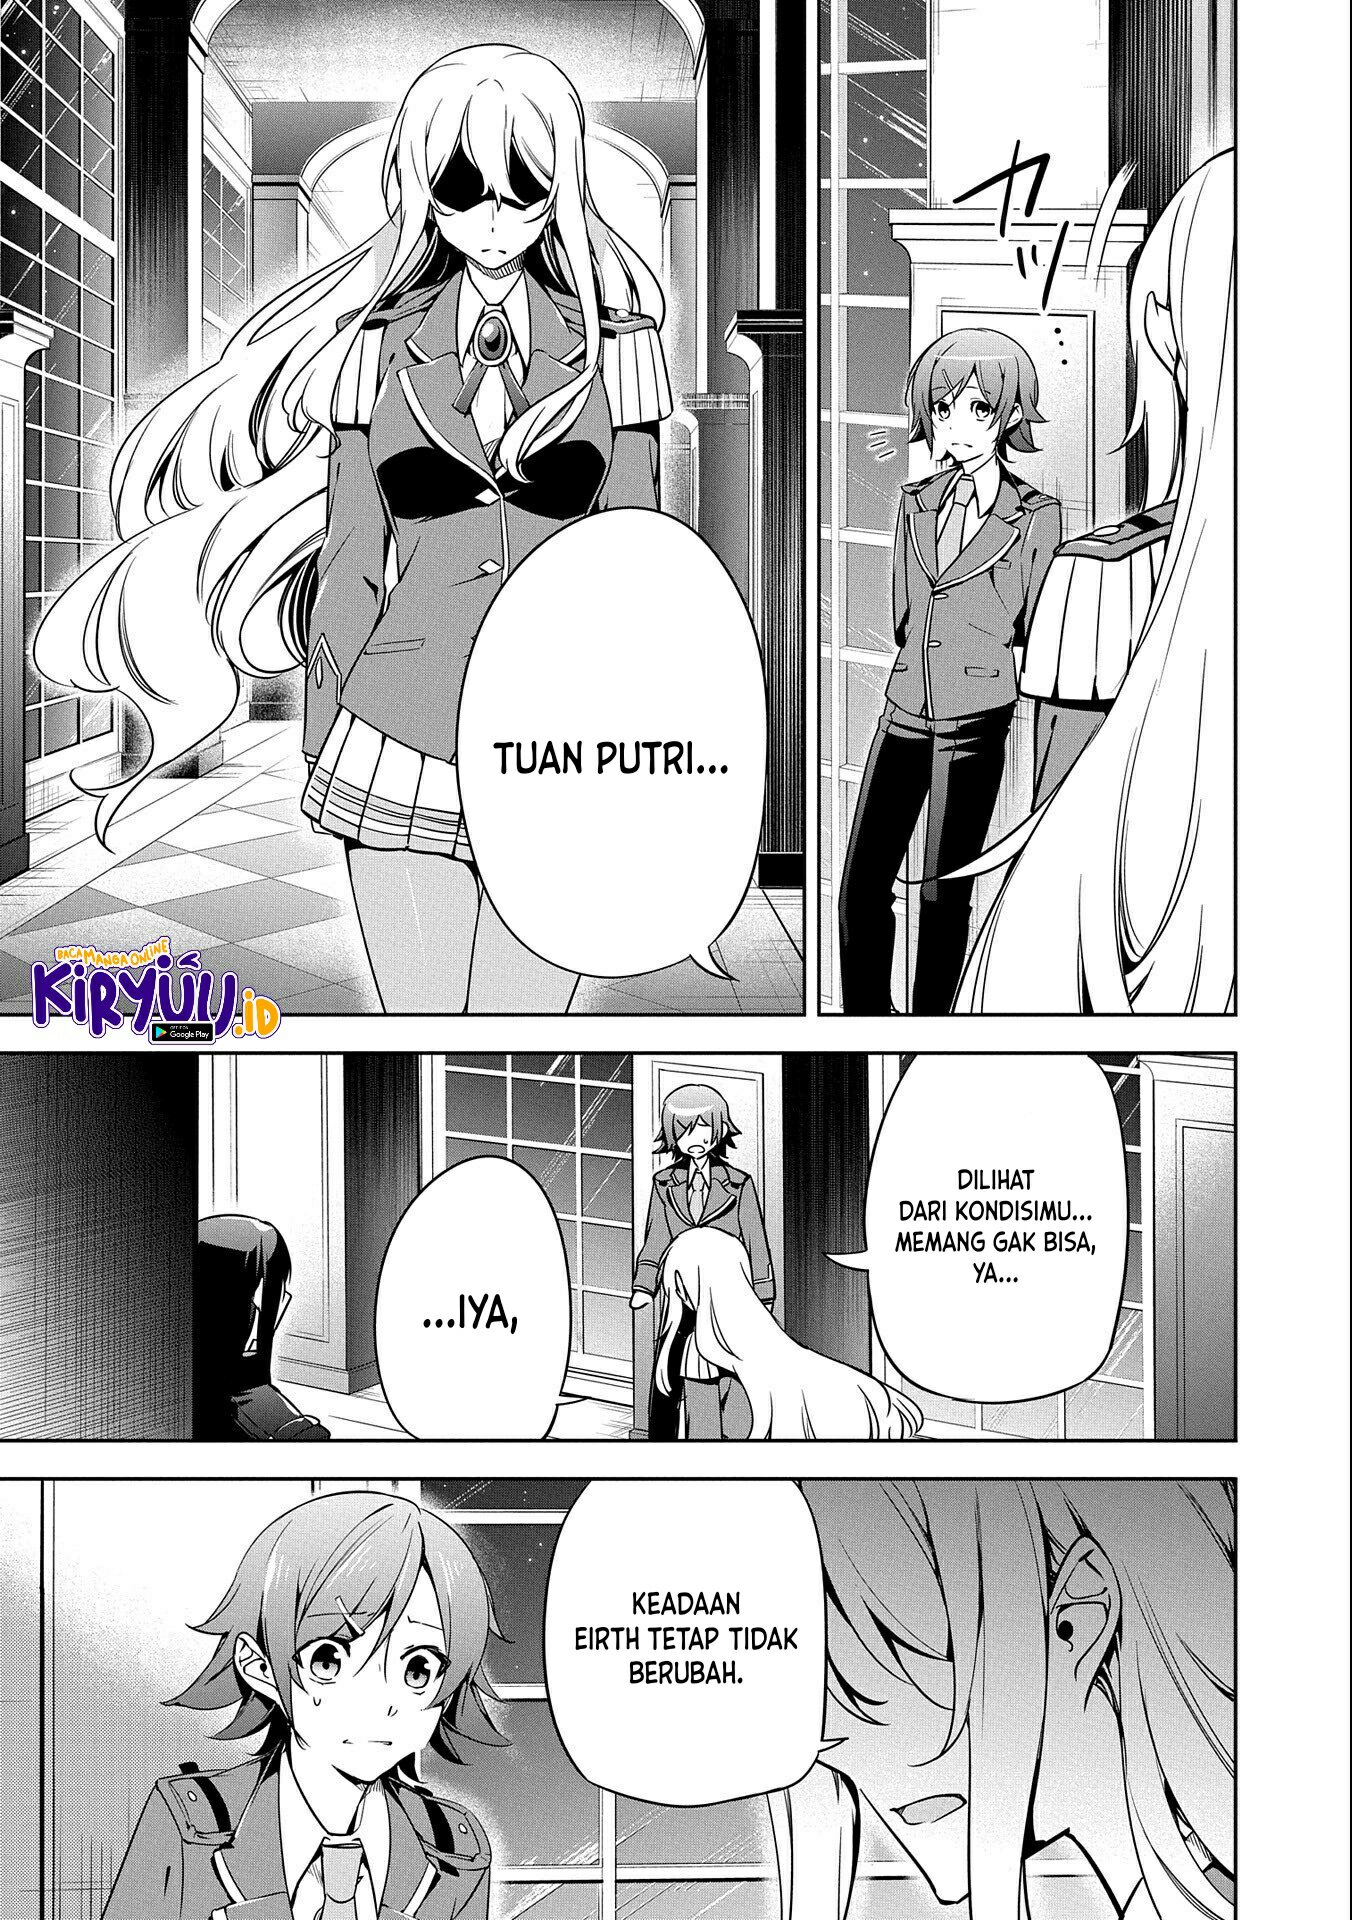 カ
ツ
TUAN PUTRI...
BACA MANGA ONLINE
KIRYUU.id
GET IT ON
Google Play
DILIHAT
DARI KONDISIMU...
MEMANG GAK BISA,
YA...
...IYA,
KEADAAN
EIRTH TETAP TIDAK
BERUBAH.